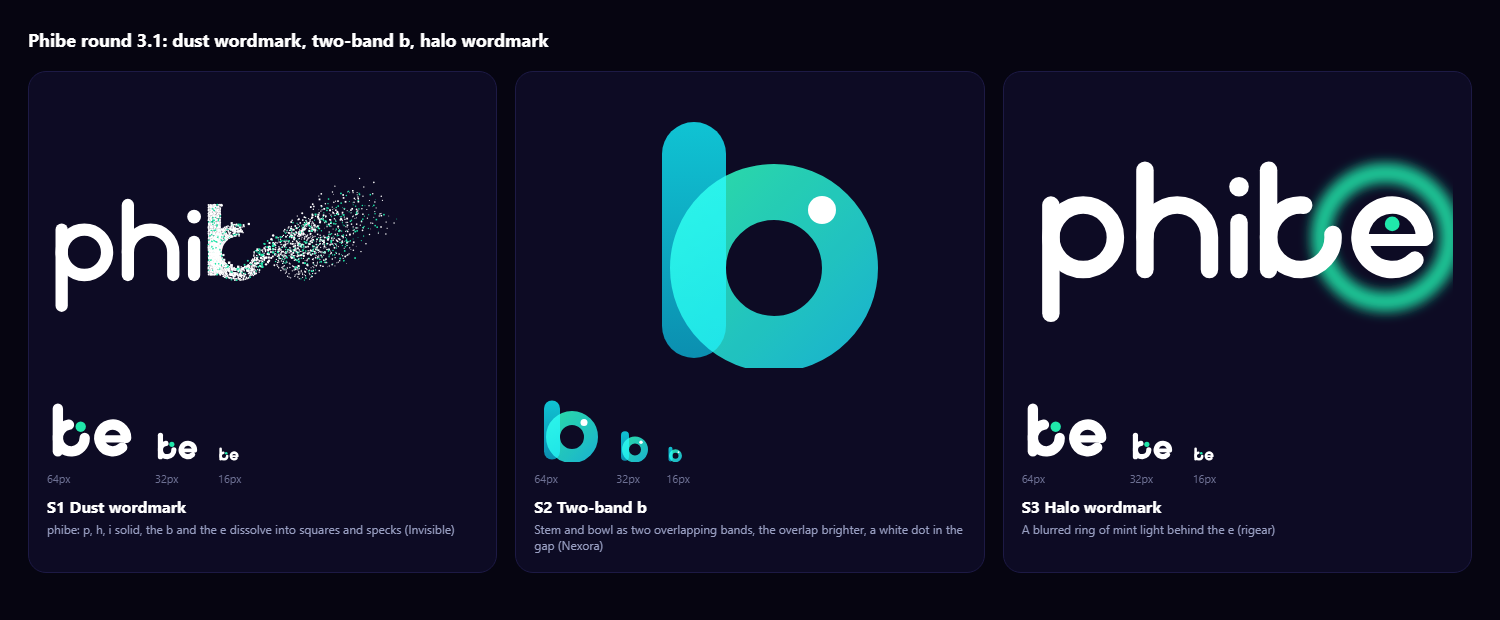 Phibe round 3.1: dust wordmark, two-band b, halo wordmark
phib
b
phibe
be be be
64px 32px 16px
S1 Dust wordmark
phibe: p, h, i solid, the b and the e dissolve into squares and specks (Invisible)
b b b
64px 32px 16px
S2 Two-band b
Stem and bowl as two overlapping bands, the overlap brighter, a white dot in the
gap (Nexora)
be be be
64px 32px 16px
S3 Halo wordmark
A blurred ring of mint light behind the e (rigear)